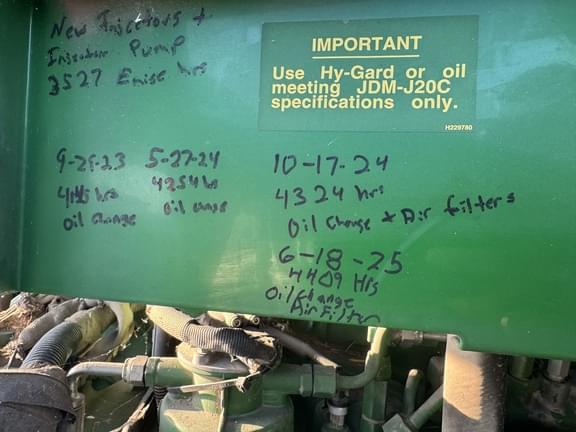 New Injectors +
Injection Pump
3527 Engine hrs
IMPORTANT
Use Hy-Gard or oil
meeting JDM-J20C
specifications only.
H229780
9-25-23
hrs
Oil Change
5-27-24
4254 hr
Oil change
10-17-24
4324 hrs
Oil Change + Air filters
6-18-25
4409 Hrs
Oil Change
Air Filter